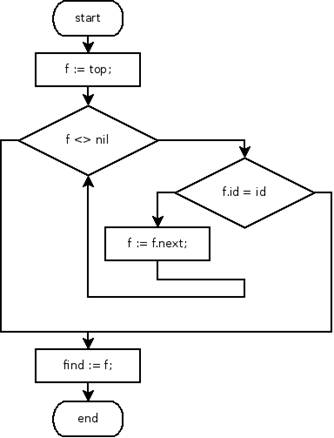 start
f := top;
f <> nil
f.id = id
f := f.next;
find := f;
end